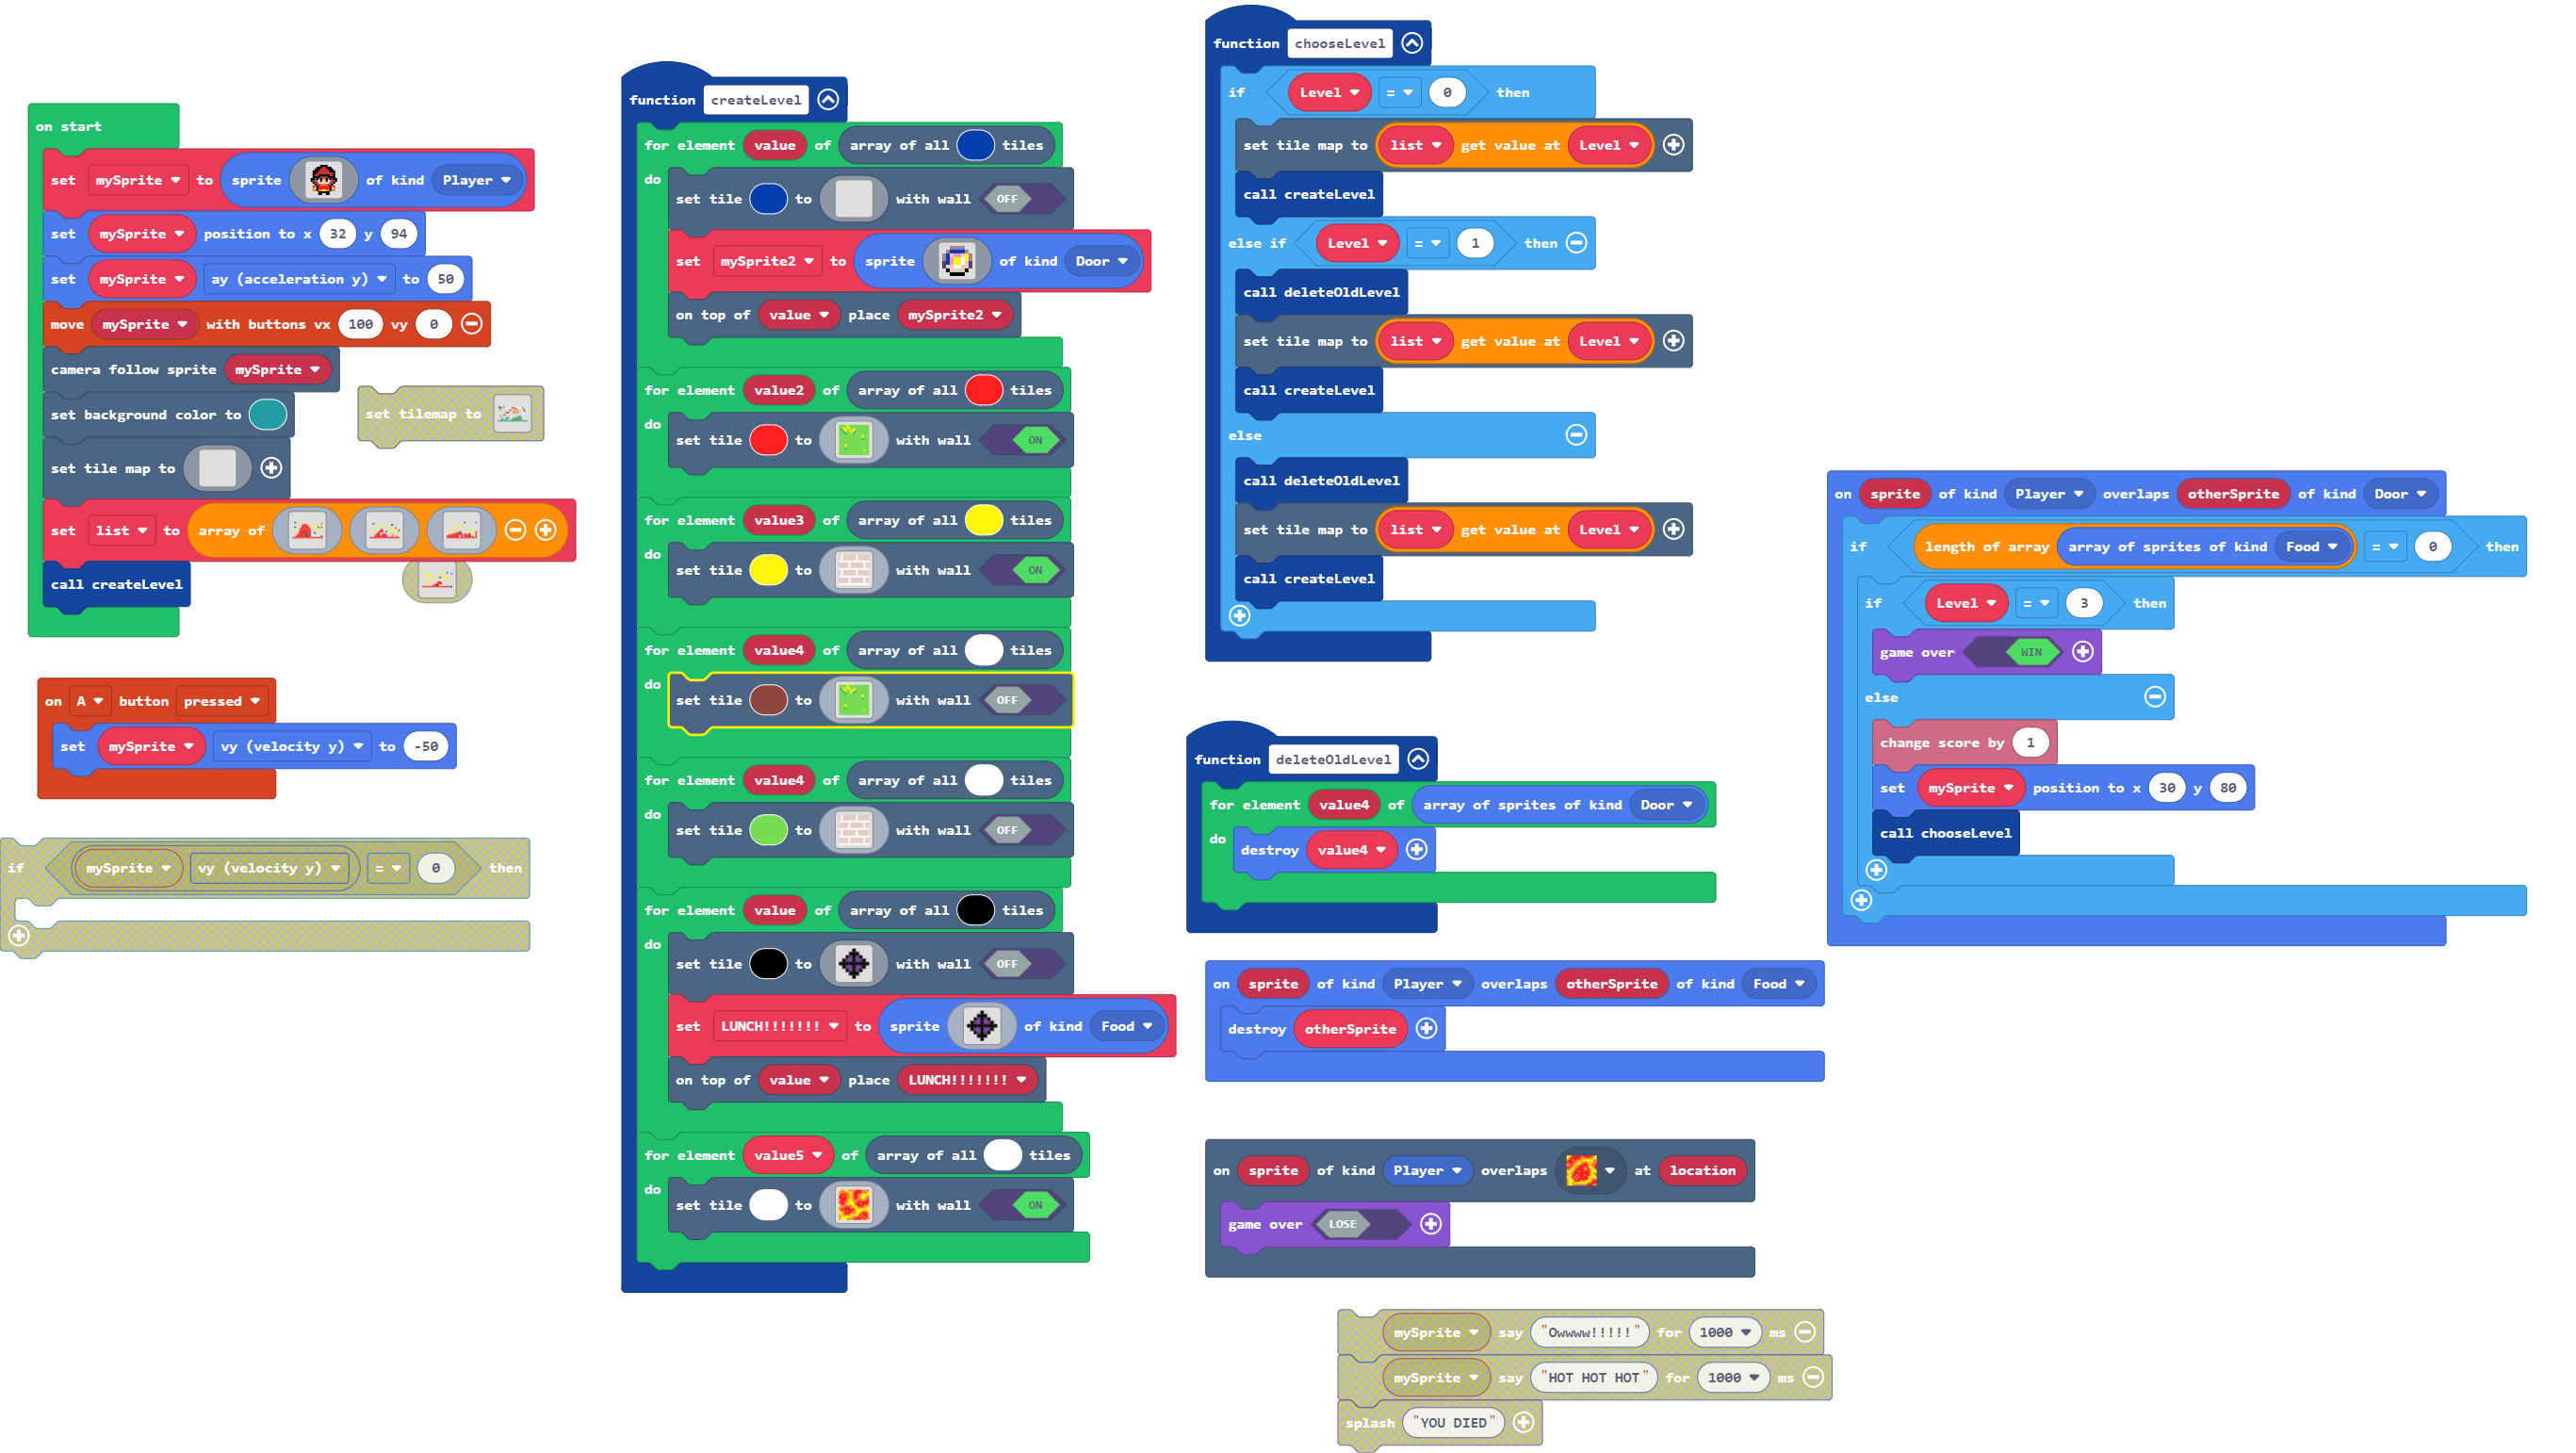 on start
set mySprite to sprite of kind Player
set mySprite position to x 32 y 94
set mySprite ay (acceleration y) to 50
move mySprite with buttons vx 100 vy 0
camera follow sprite mySprite
set background color to
set tile map to
set list to array of
call createLevel
set tilemap to
on A button pressed
set mySprite vy (velocity y) to -50
if mySprite vy (velocity y) = 0 then
function createLevel
for element value of array of all tiles
do
set tile to with wall OFF
set mySprite2 to sprite of kind Door
on top of value place mySprite2
for element value2 of array of all tiles
do
set tile to with wall ON
for element value3 of array of all tiles
do
set tile to with wall ON
for element value4 of array of all tiles
do
set tile to with wall OFF
for element value4 of array of all tiles
do
set tile to with wall OFF
for element value of array of all tiles
do
set tile to with wall OFF
set LUNCH!!!!!!! to sprite of kind Food
on top of value place LUNCH!!!!!!!
for element value5 of array of all tiles
do
set tile to with wall ON
function chooseLevel
if Level = 0 then
set tile map to list get value at Level
call createLevel
else if Level = 1 then
call deleteOldLevel
set tile map to list get value at Level
call createLevel
else
call deleteOldLevel
set tile map to list get value at Level
call createLevel
function deleteOldLevel
for element value4 of array of sprites of kind Door
do
destroy value4
on sprite of kind Player overlaps otherSprite of kind Food
destroy otherSprite
on sprite of kind Player overlaps at location
game over LOSE
mySprite say "Owwww!!!!!" for 1000 ms
mySprite say "HOT HOT HOT" for 1000 ms
splash "YOU DIED"
on sprite of kind Player overlaps otherSprite of kind Door
if length of array array of sprites of kind Food = 0 then
if Level = 3 then
game over WIN
else
change score by 1
set mySprite position to x 30 y 80
call chooseLevel